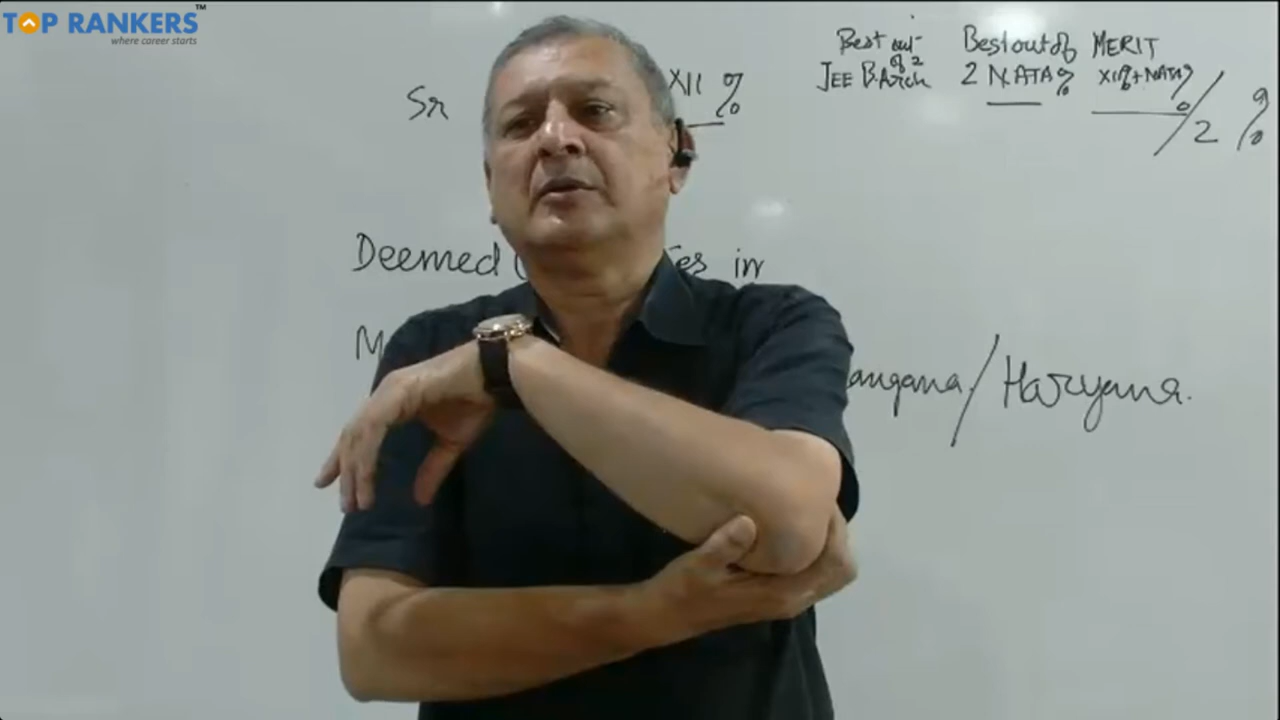 TOP RANKERS™
where career starts
Sr XII % Best out of 2 JEE B.Arch Best out of 2 NATA % MERIT XII%+NATA% / 2 %
Deemed in
Haryana.